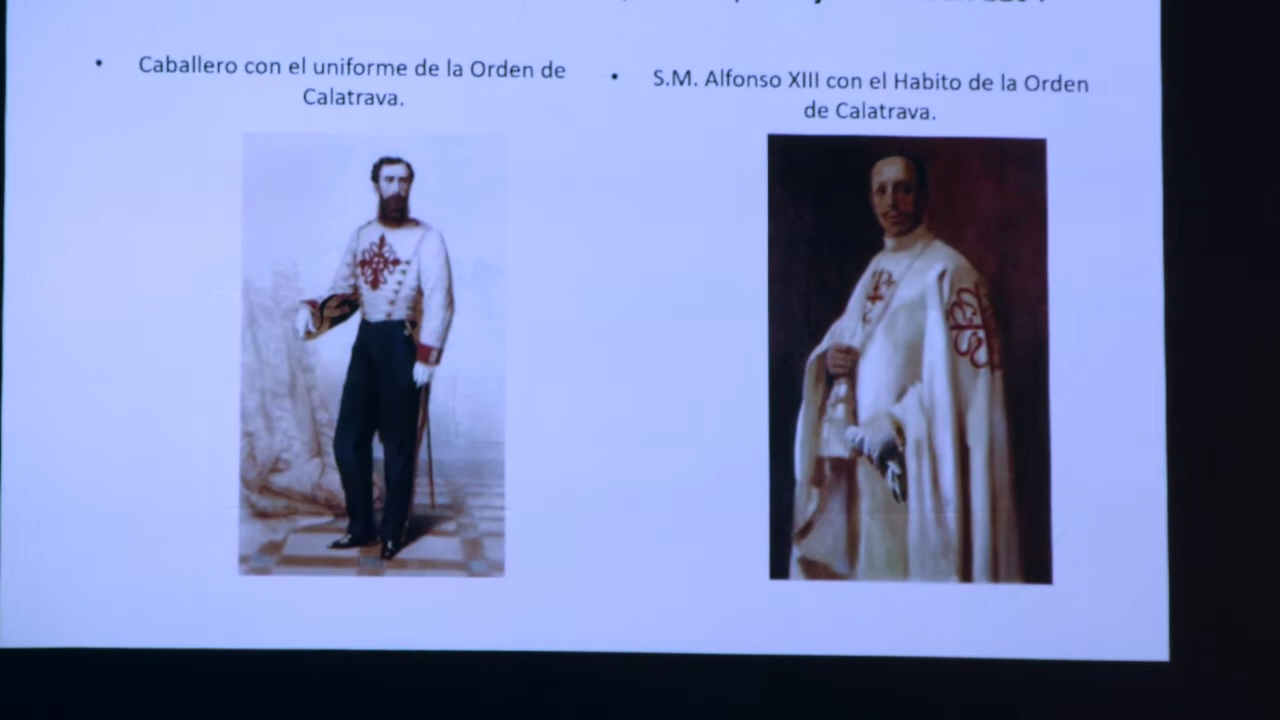 • Caballero con el uniforme de la Orden de
Calatrava.
• S.M. Alfonso XIII con el Habito de la Orden
de Calatrava.